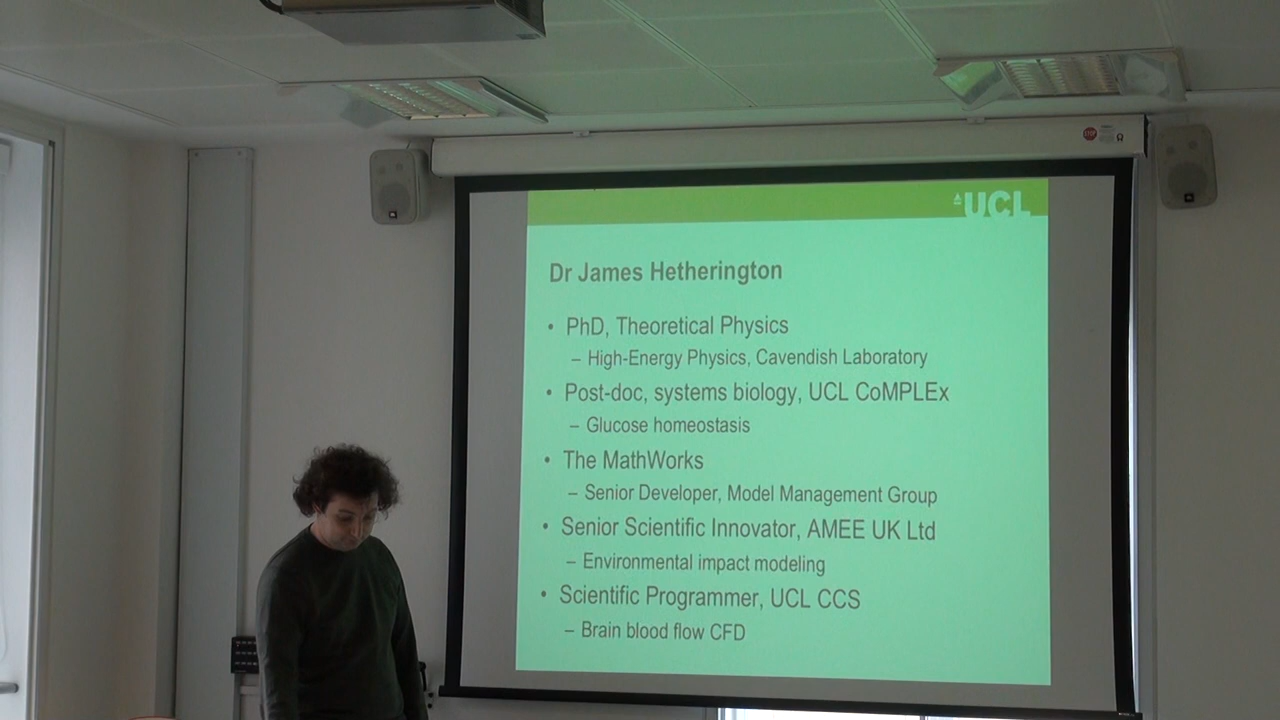 UCL
Dr James Hetherington
• PhD, Theoretical Physics
– High-Energy Physics, Cavendish Laboratory
• Post-doc, systems biology, UCL CoMPLEx
– Glucose homeostasis
• The MathWorks
– Senior Developer, Model Management Group
• Senior Scientific Innovator, AMEE UK Ltd
– Environmental impact modeling
• Scientific Programmer, UCL CCS
– Brain blood flow CFD